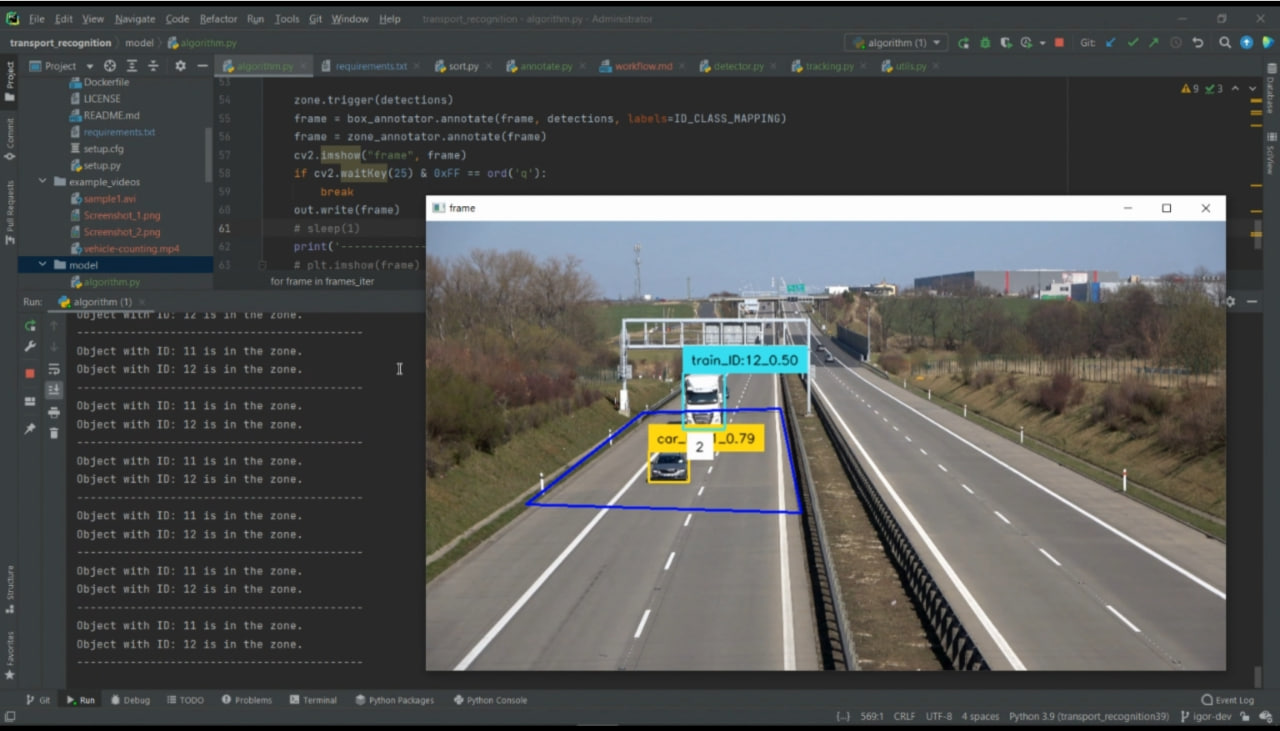 File Edit View Navigate Code Refactor Run Tools Git Window Help transport_recognition - algorithm.py - Administrator
transport_recognition model algorithm.py algorithm (1) Git:
Project algorithm.py requirements.txt sort.py annotate.py workflow.md detector.py tracking.py utils.py
Project
Commit
Pull Requests
Structure
Favorites
Dockerfile
LICENSE
README.md
requirements.txt
setup.cfg
setup.py
example_videos
sample1.avi
Screenshot_1.png
Screenshot_2.png
vehicle-counting.mp4
model
algorithm.py
53
54 zone.trigger(detections)
55 frame = box_annotator.annotate(frame, detections, labels=ID_CLASS_MAPPING)
56 frame = zone_annotator.annotate(frame)
57 cv2.imshow("frame", frame)
58 if cv2.waitKey(25) & 0xFF == ord('q'):
59 break
60 out.write(frame)
61 # sleep(1)
62 print('--------------
63 # plt.imshow(frame)
for frame in frames_iter
9 3
Database
SciView
Run: algorithm (1)
Object with ID: 12 is in the zone.
---------------------------------------
Object with ID: 11 is in the zone.
Object with ID: 12 is in the zone.
---------------------------------------
Object with ID: 11 is in the zone.
Object with ID: 12 is in the zone.
---------------------------------------
Object with ID: 11 is in the zone.
Object with ID: 12 is in the zone.
---------------------------------------
Object with ID: 11 is in the zone.
Object with ID: 12 is in the zone.
---------------------------------------
Object with ID: 11 is in the zone.
Object with ID: 12 is in the zone.
---------------------------------------
Object with ID: 11 is in the zone.
Object with ID: 12 is in the zone.
---------------------------------------
frame
train_ID:12_0.50
car_ 1_0.79
2
Git Run Debug TODO Problems Terminal Python Packages Python Console Event Log
{..} 569:1 CRLF UTF-8 4 spaces Python 3.9 (transport_recognition39) igor-dev